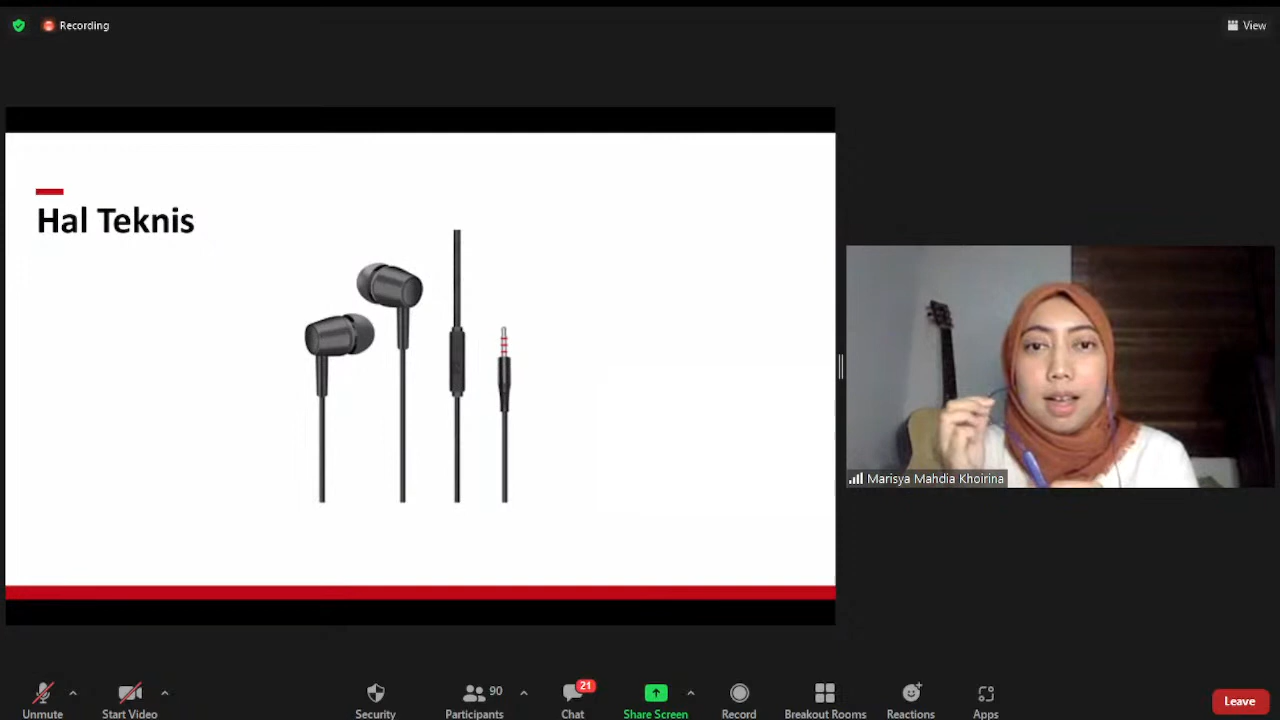 Recording
View
Hal Teknis
Marisya Mahdia Khoirina
Unmute
Start Video
Security
90
Participants
21
Chat
Share Screen
Record
Breakout Rooms
Reactions
Apps
Leave